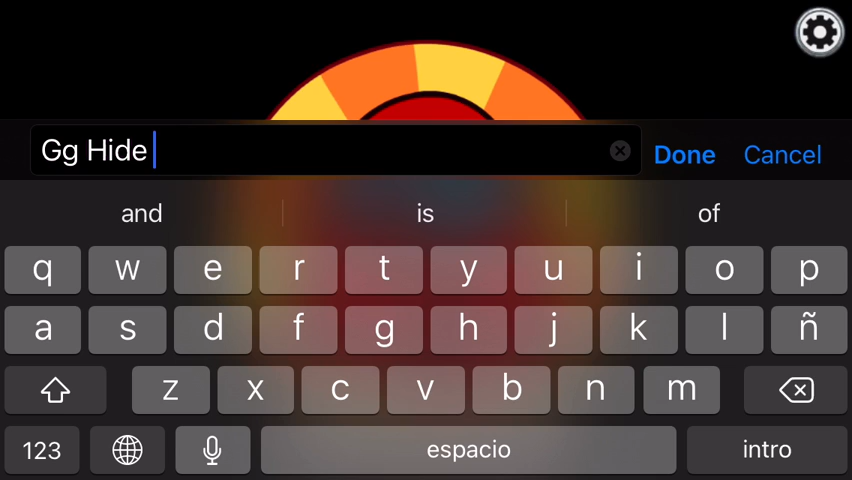 Gg Hide
Done Cancel
and is of
q w e r t y u i o p
a s d f g h j k l ñ
z x c v b n m
123 espacio intro